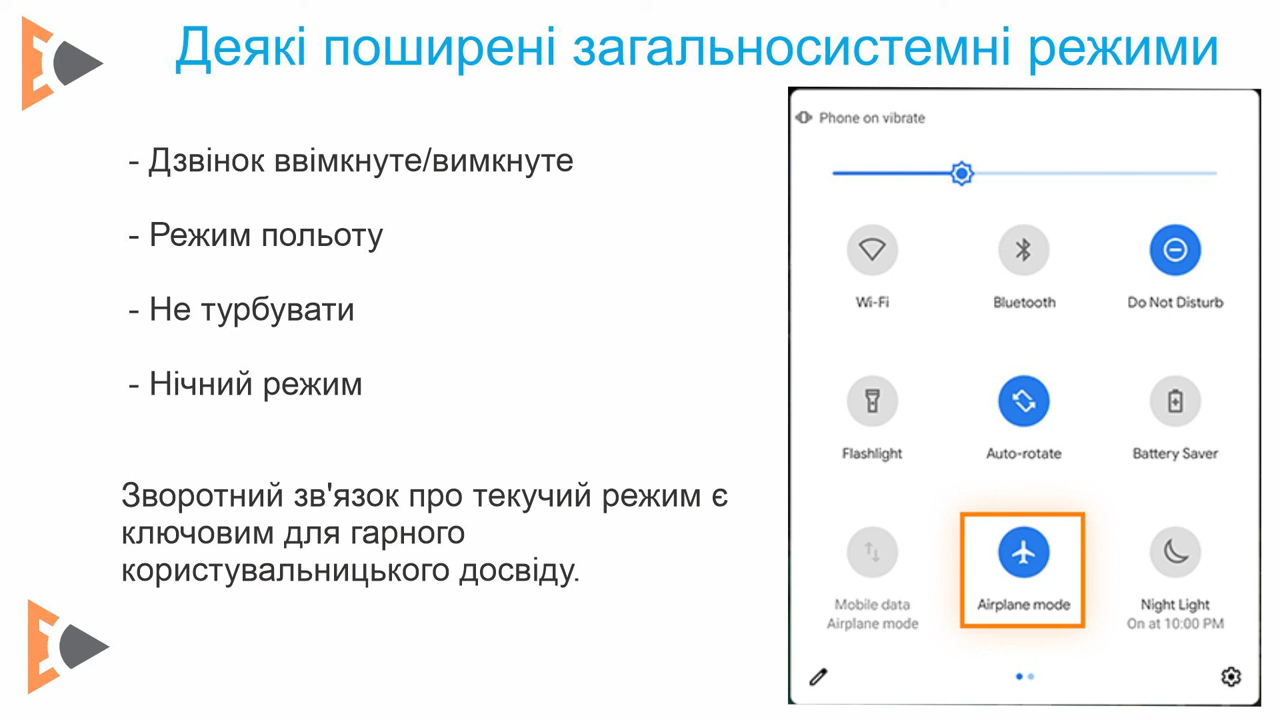 Деякі поширені загальносистемні режими
- Дзвінок ввімкнуте/вимкнуте
- Режим польоту
- Не турбувати
- Нічний режим
Зворотний зв'язок про текучий режим є
ключовим для гарного
користувальницького досвіду.
Phone on vibrate
Wi-Fi
Bluetooth
Do Not Disturb
Flashlight
Auto-rotate
Battery Saver
Mobile data
Airplane mode
Airplane mode
Night Light
On at 10:00 PM